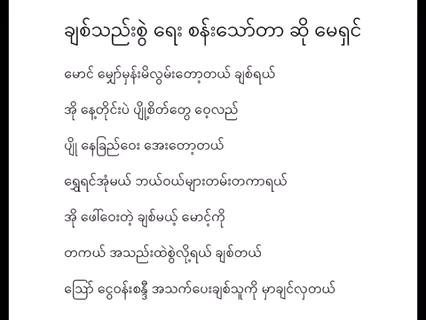 ချစ်သည်းစွဲ ရေး စန်းသော်တာ ဆို မေရှင်
မောင် မျှော်မှန်းမိလွမ်းတော့တယ် ချစ်ရယ်
အို နေ့တိုင်းပဲ ပျို့စိတ်တွေ ဝေ့လည်
ပျို နေခြည်ဝေး အေးတော့တယ်
ရွှေရင်အုံမယ် ဘယ်ဝယ်များတမ်းတကာရယ်
အို ဖေါ်ဝေးတဲ့ ချစ်မယ့် မောင့်ကို
တကယ် အသည်းထဲစွဲလို့ရယ် ချစ်တယ်
ဪ ငွေဝန်းစန္ဒီ အသက်ပေးချစ်သူကို မှာချင်လှတယ်